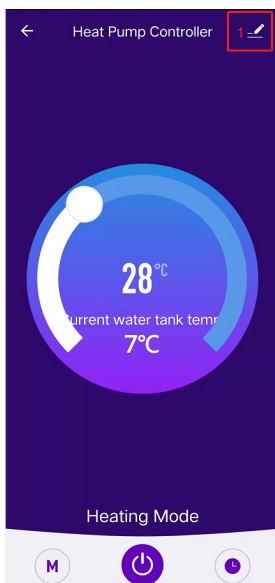 Heat Pump Controller
1
28°C
Current water tank temp
7°C
Heating Mode
M